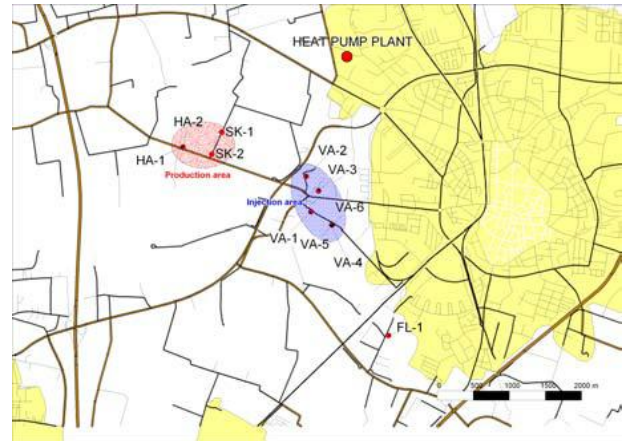 HEAT PUMP PLANT
HA-2
SK-1
HA-1
SK-2
Production area
VA-2
VA-3
Injection area
VA-6
VA-1
VA-5
VA-4
FL-1
0 500 1000 1500 2000 m